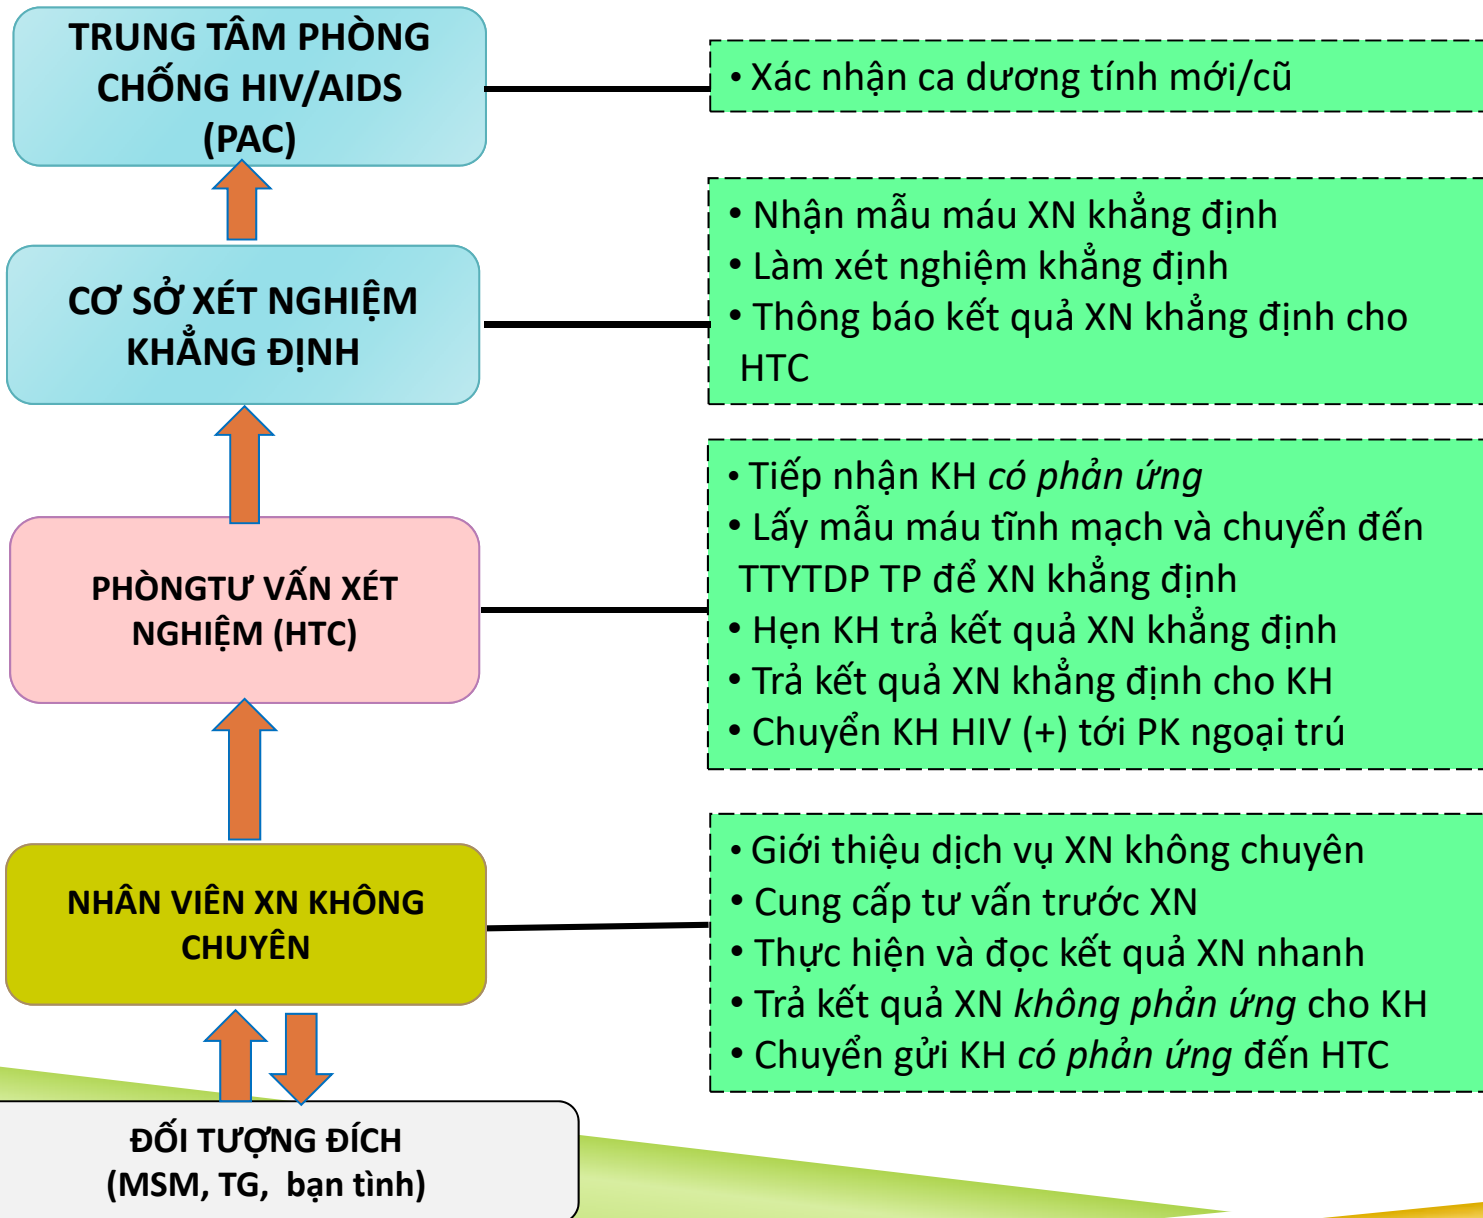 TRUNG TÂM PHÒNG
CHỐNG HIV/AIDS
(PAC)
• Xác nhận ca dương tính mới/cũ
CƠ SỞ XÉT NGHIỆM
KHẲNG ĐỊNH
• Nhận mẫu máu XN khẳng định
• Làm xét nghiệm khẳng định
• Thông báo kết quả XN khẳng định cho
HTC
PHÒNGTƯ VẤN XÉT
NGHIỆM (HTC)
• Tiếp nhận KH có phản ứng
• Lấy mẫu máu tĩnh mạch và chuyển đến
TTYTDP TP để XN khẳng định
• Hẹn KH trả kết quả XN khẳng định
• Trả kết quả XN khẳng định cho KH
• Chuyển KH HIV (+) tới PK ngoại trú
NHÂN VIÊN XN KHÔNG
CHUYÊN
• Giới thiệu dịch vụ XN không chuyên
• Cung cấp tư vấn trước XN
• Thực hiện và đọc kết quả XN nhanh
• Trả kết quả XN không phản ứng cho KH
• Chuyển gửi KH có phản ứng đến HTC
ĐỐI TƯỢNG ĐÍCH
(MSM, TG, bạn tình)